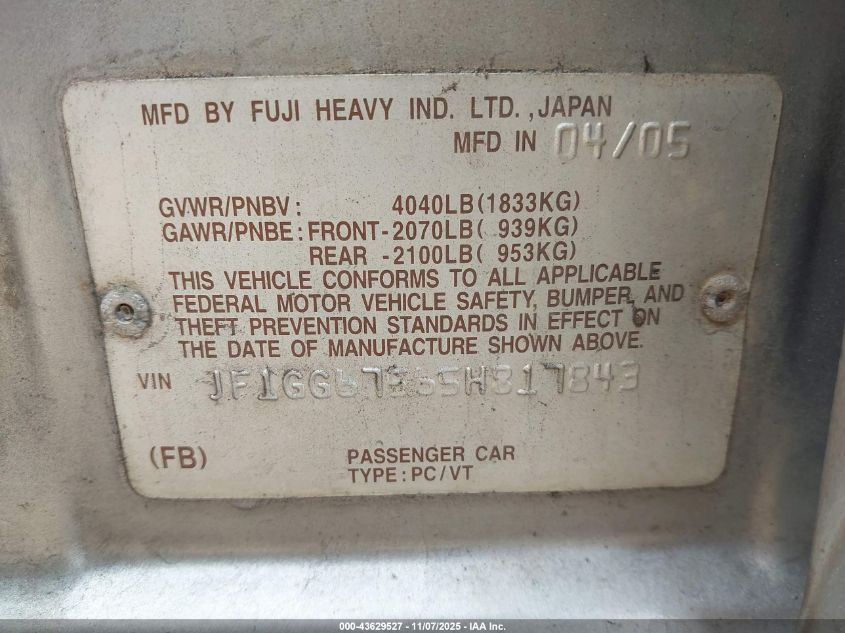 MFD BY FUJI HEAVY IND. LTD.,JAPAN
MFD IN 04/05
GVWR/PNBV: 4040LB(1833KG)
GAWR/PNBE:FRONT-2070LB( 939KG)
REAR -2100LB( 953KG)
THIS VEHICLE CONFORMS TO ALL APPLICABLE
FEDERAL MOTOR VEHICLE SAFETY, BUMPER, AND
THEFT PREVENTION STANDARDS IN EFFECT ON
THE DATE OF MANUFACTURE SHOWN ABOVE.
VIN JF1GG67565H817843
(FB) PASSENGER CAR
TYPE:PC/VT
000-43629527 - 11/07/2025 - IAA Inc.